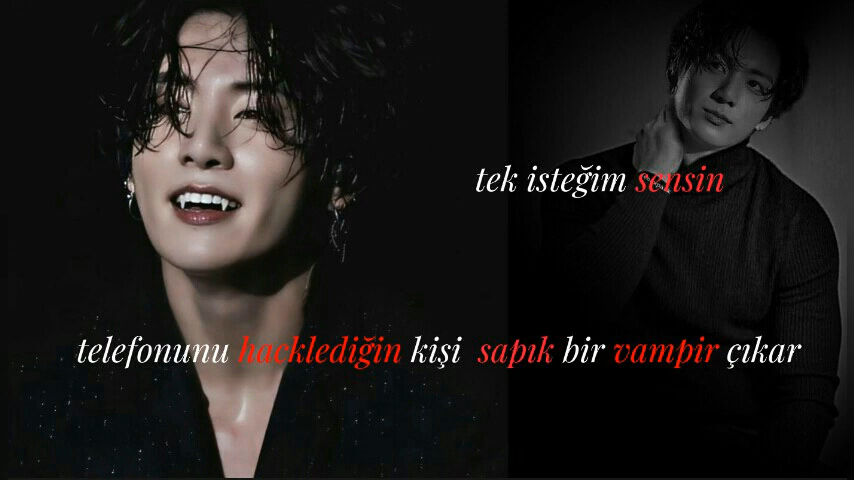 tek isteğim sensin
telefonunu hacklediğin kişi sapık bir vampir çıkar